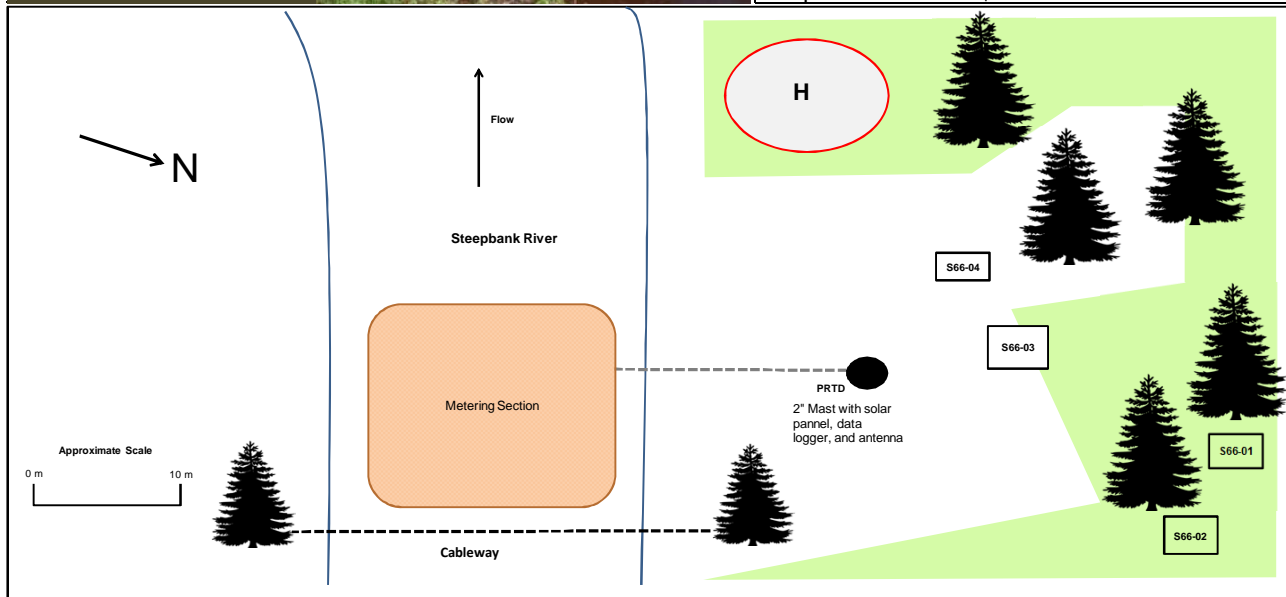 H
Flow
N
Steepbank River
S66-04
S66-03
PRTD
2" Mast with solar
pannel, data
logger, and antenna
Metering Section
Approximate Scale
0 m
10 m
S66-01
S66-02
Cableway